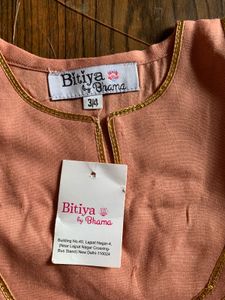 Bitiya
by Bhama
3/4
Bitiya
by Bhama
Building No.40, Lajpat Nagar-4,
(Near Lajpat Nagar Crossing-
Bus Stand) New Delhi 110024